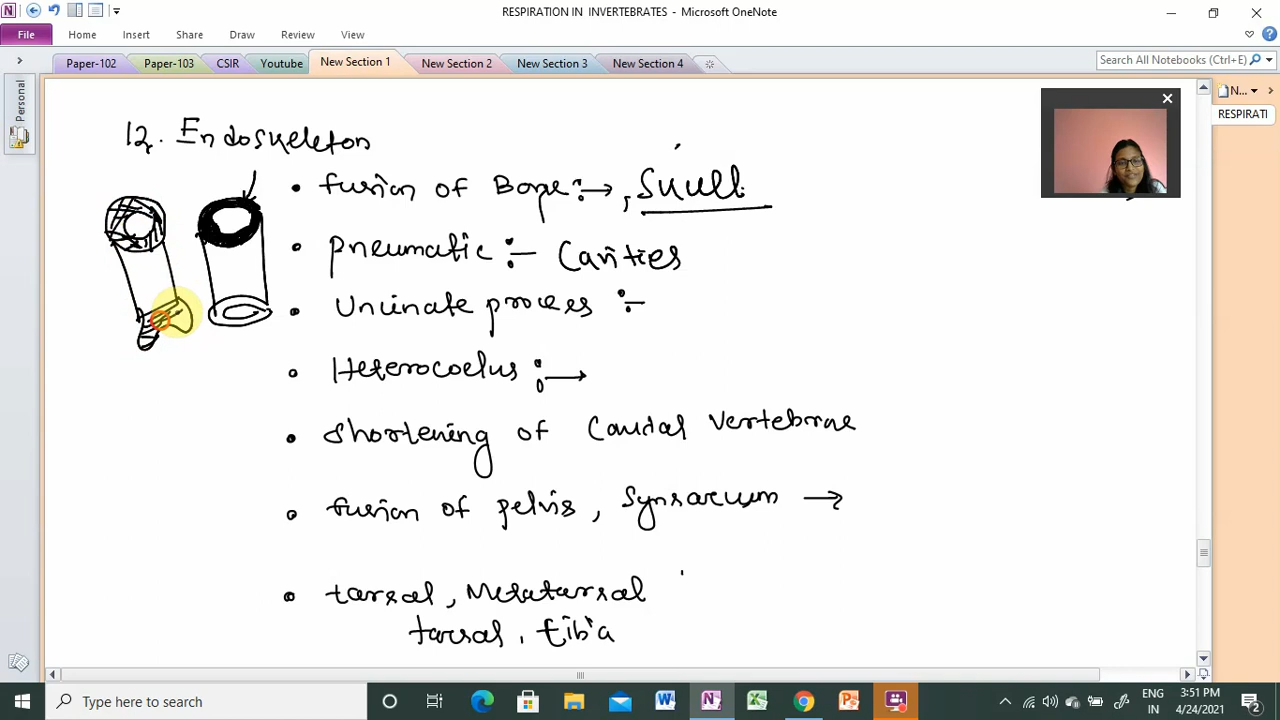 RESPIRATION IN INVERTEBRATES - Microsoft OneNote
File Home Insert Share Draw Review View
Paper-102 Paper-103 CSIR Youtube New Section 1 New Section 2 New Section 3 New Section 4
Search All Notebooks (Ctrl+E)
Personal
N...
RESPIRATI
12. Endoskeleton
• fusion of Bone :→ , Skull
• pneumatic :- Cavities
• Uncinate process :-
• Heterocoelus :→
• Shortening of Caudal Vertebrae
• fusion of pelvis, Synsacrum →
• tarsal, Metatarsal
tarsal, tibia
Type here to search
ENG
IN
3:51 PM
4/24/2021
2